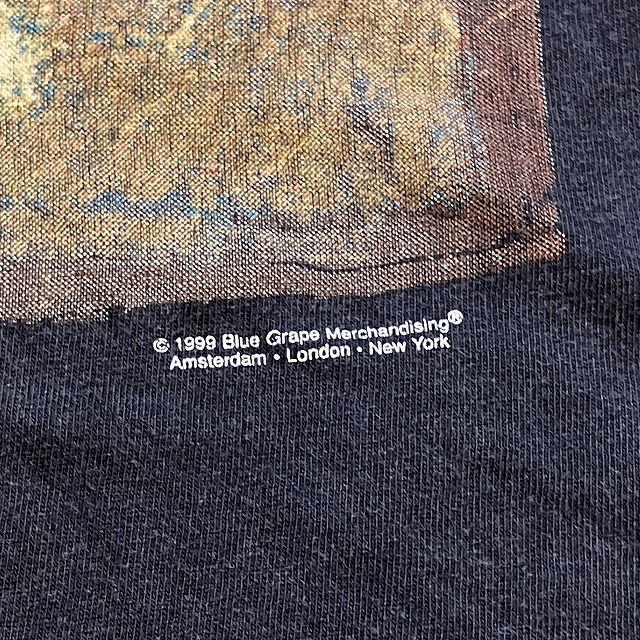 © 1999 Blue Grape Merchandising®
Amsterdam • London • New York